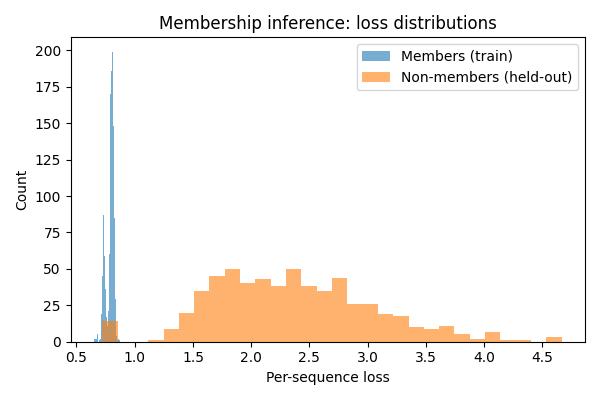 Membership inference: loss distributions
Members (train)
Non-members (held-out)
Count
200
175
150
125
100
75
50
25
0
0.5 1.0 1.5 2.0 2.5 3.0 3.5 4.0 4.5
Per-sequence loss